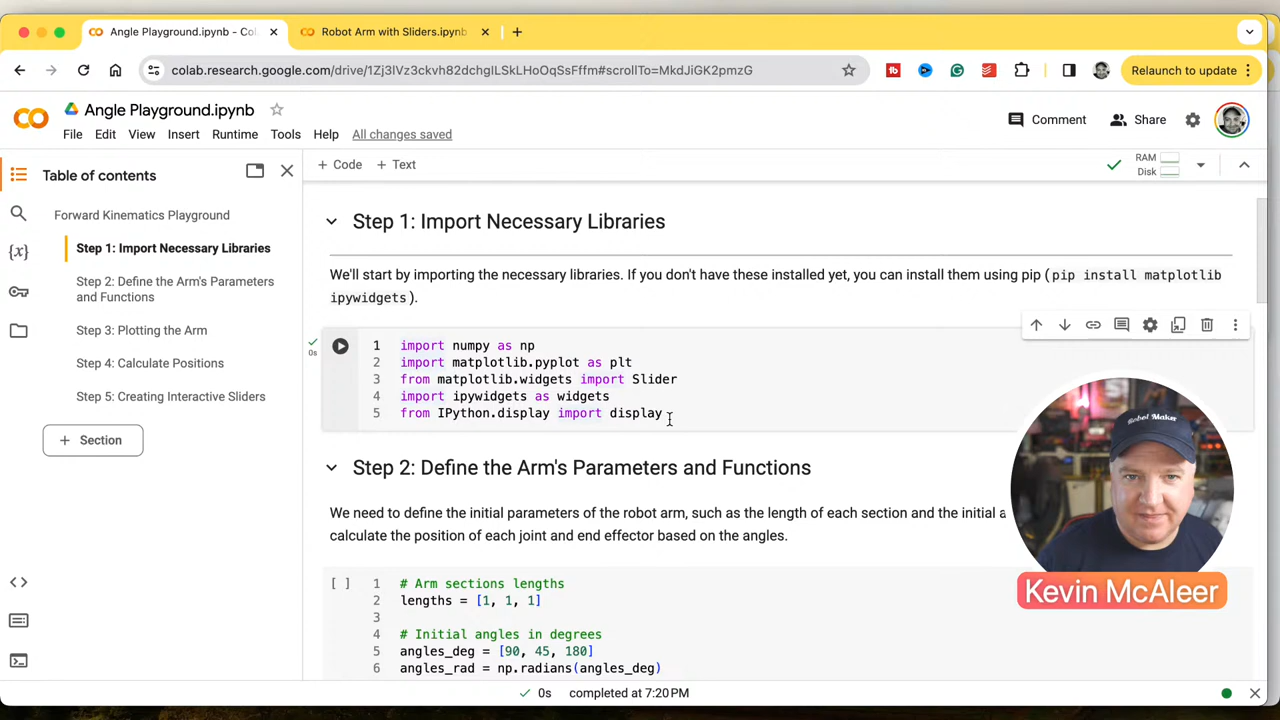 Angle Playground.ipynb - Co
Robot Arm with Sliders.ipynb
colab.research.google.com/drive/1Zj3lVz3ckvh82dchgILSkLHoOqSsFffm#scrollTo=MkdJiGK2pmzG
Relaunch to update
Angle Playground.ipynb
File Edit View Insert Runtime Tools Help All changes saved
Comment
Share
Table of contents
Forward Kinematics Playground
Step 1: Import Necessary Libraries
Step 2: Define the Arm's Parameters
and Functions
Step 3: Plotting the Arm
Step 4: Calculate Positions
Step 5: Creating Interactive Sliders
+ Section
+ Code + Text
RAM
Disk
Step 1: Import Necessary Libraries
We'll start by importing the necessary libraries. If you don't have these installed yet, you can install them using pip ( pip install matplotlib
ipywidgets ).
0s
1 import numpy as np
2 import matplotlib.pyplot as plt
3 from matplotlib.widgets import Slider
4 import ipywidgets as widgets
5 from IPython.display import display
Step 2: Define the Arm's Parameters and Functions
We need to define the initial parameters of the robot arm, such as the length of each section and the initial a
calculate the position of each joint and end effector based on the angles.
[ ] 1 # Arm sections lengths
2 lengths = [1, 1, 1]
3
4 # Initial angles in degrees
5 angles_deg = [90, 45, 180]
6 angles_rad = np.radians(angles_deg)
Robot Maker
Kevin McAleer
0s completed at 7:20 PM